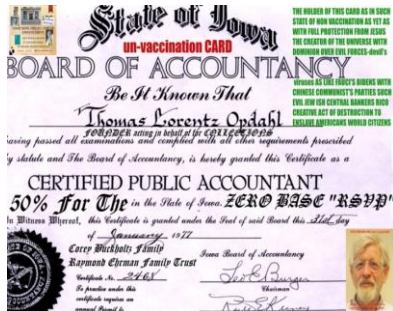 State of Iowa
un-vaccination CARD
BOARD OF ACCOUNTANCY
Be It Known That
Thomas Lorentz Opdahl
FOUNDER acting in behalf of the COLLECTIONS
having passed all examinations and complied with all other requirements prescribed
by statute and The Board of Accountancy, is hereby granted this Certificate as a
CERTIFIED PUBLIC ACCOUNTANT
50% For The in the State of Iowa. ZERO BASE "RSVP"
In Witness Whereof, this Certificate is granted under the Seal of said Board this 31st day
of January 1977
Corey Buckholtz Family
Raymond Ehrman Family Trust
Iowa Board of Accountancy
Certificate No. 2468
Chairman
To practice under this
certificate requires an
annual Permit to
THE HOLDER OF THIS CARD AS IN SUCH
STATE OF NON VACCINATION AS YET AS
WITH FULL PROTECTION FROM JESUS
THE CREATOR OF THE UNIVERSE WITH
DOMINION OVER EVIL FORCES-devil's
viruses AS LIKE FAUCI'S BIDENS WITH
CHINESE COMMUNIST'S PARTIES SUCH
EVIL JEW ISH CENTRAL BANKERS RICO
CREATIVE ACT OF DESTRUCTION TO
ENSLAVE AMERICANS WORLD CITIZENS